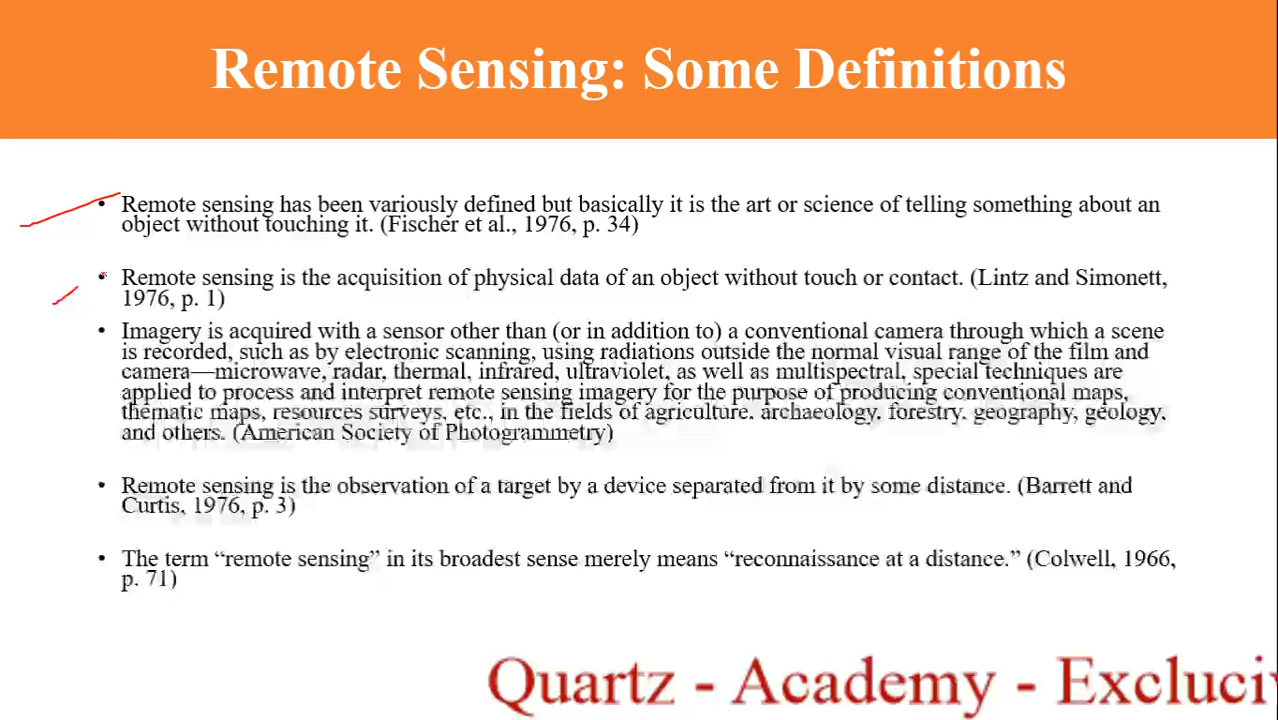 Remote Sensing: Some Definitions
• Remote sensing has been variously defined but basically it is the art or science of telling something about an
object without touching it. (Fischer et al., 1976, p. 34)
• Remote sensing is the acquisition of physical data of an object without touch or contact. (Lintz and Simonett,
1976, p. 1)
• Imagery is acquired with a sensor other than (or in addition to) a conventional camera through which a scene
is recorded, such as by electronic scanning, using radiations outside the normal visual range of the film and
camera—microwave, radar, thermal, infrared, ultraviolet, as well as multispectral, special techniques are
applied to process and interpret remote sensing imagery for the purpose of producing conventional maps,
thematic maps, resources surveys, etc., in the fields of agriculture, archaeology, forestry, geography, geology,
and others. (American Society of Photogrammetry)
• Remote sensing is the observation of a target by a device separated from it by some distance. (Barrett and
Curtis, 1976, p. 3)
• The term “remote sensing” in its broadest sense merely means “reconnaissance at a distance.” (Colwell, 1966,
p. 71)
Quartz - Academy -